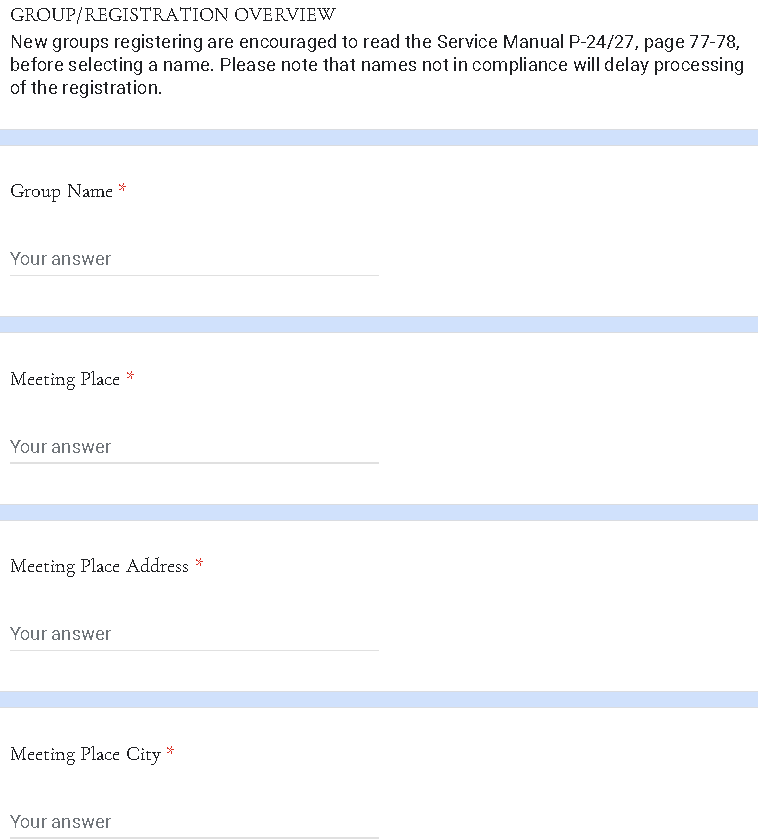 GROUP/REGISTRATION OVERVIEW
New groups registering are encouraged to read the Service Manual P-24/27, page 77-78,
before selecting a name. Please note that names not in compliance will delay processing
of the registration.
Group Name *
Your answer
Meeting Place *
Your answer
Meeting Place Address *
Your answer
Meeting Place City *
Your answer